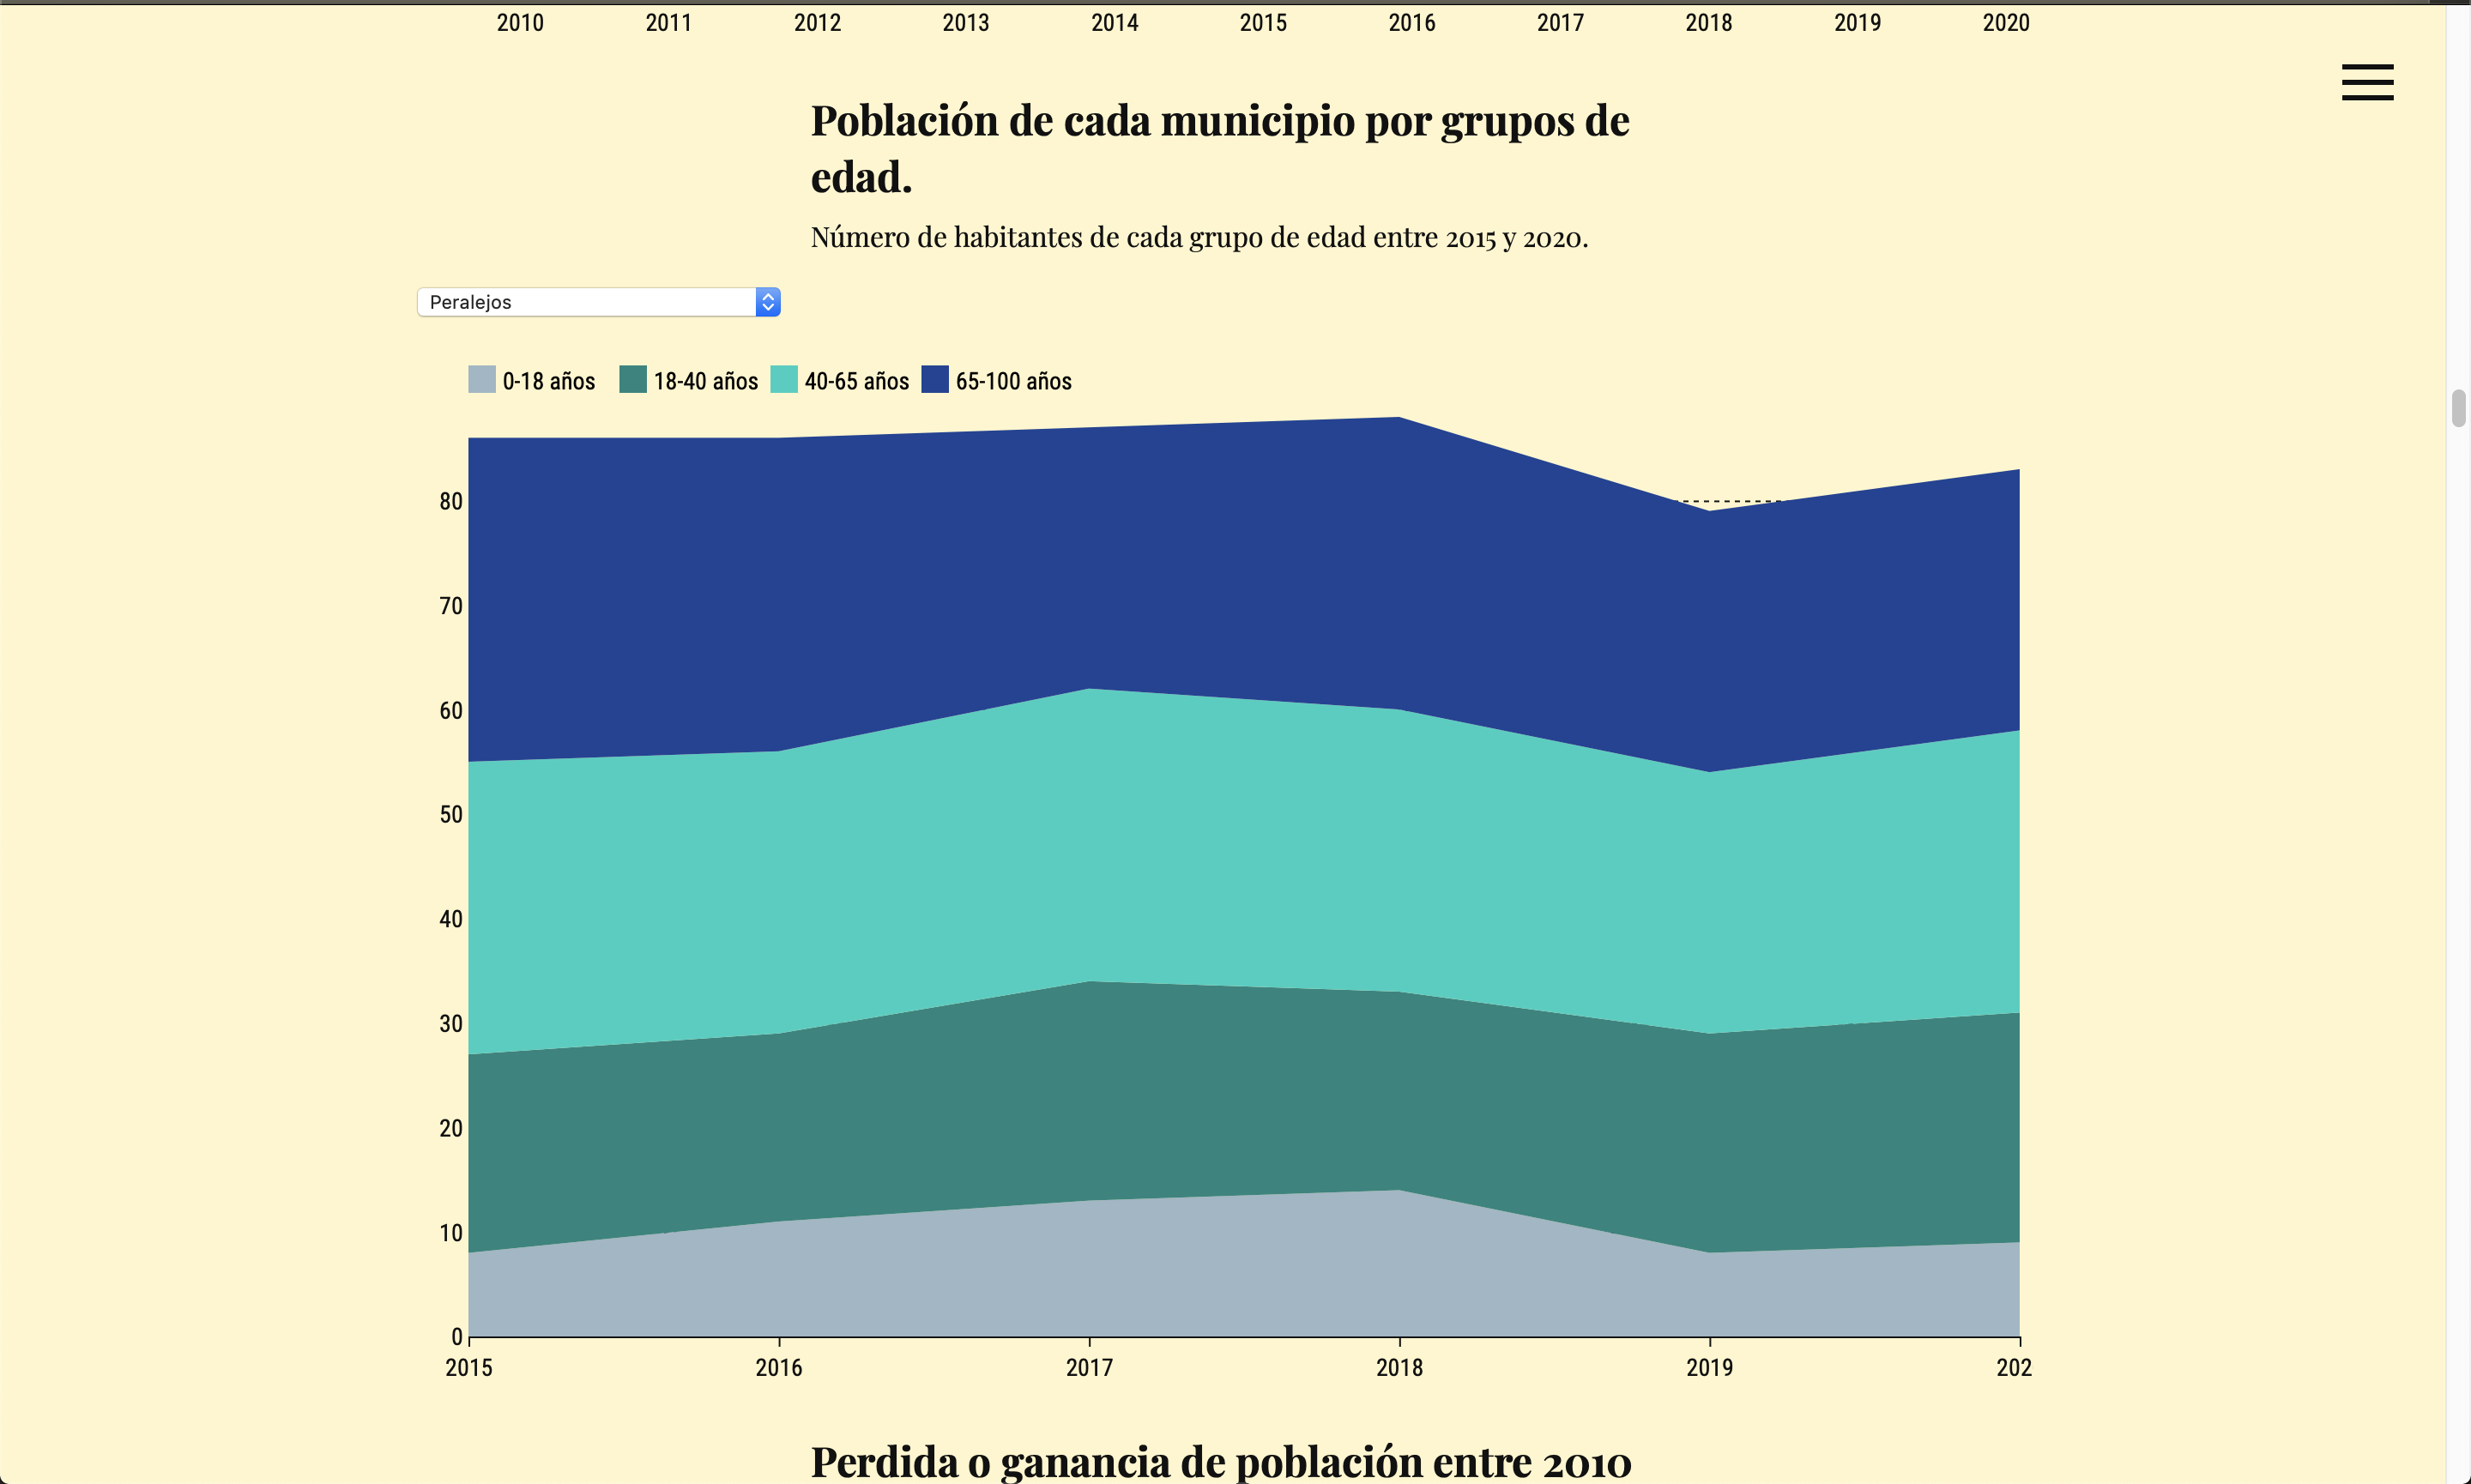 2010 2011 2012 2013 2014 2015 2016 2017 2018 2019 2020
Población de cada municipio por grupos de
edad.
Número de habitantes de cada grupo de edad entre 2015 y 2020.
Peralejos
0-18 años 18-40 años 40-65 años 65-100 años
80
70
60
50
40
30
20
10
0
2015 2016 2017 2018 2019 202
Perdida o ganancia de población entre 2010